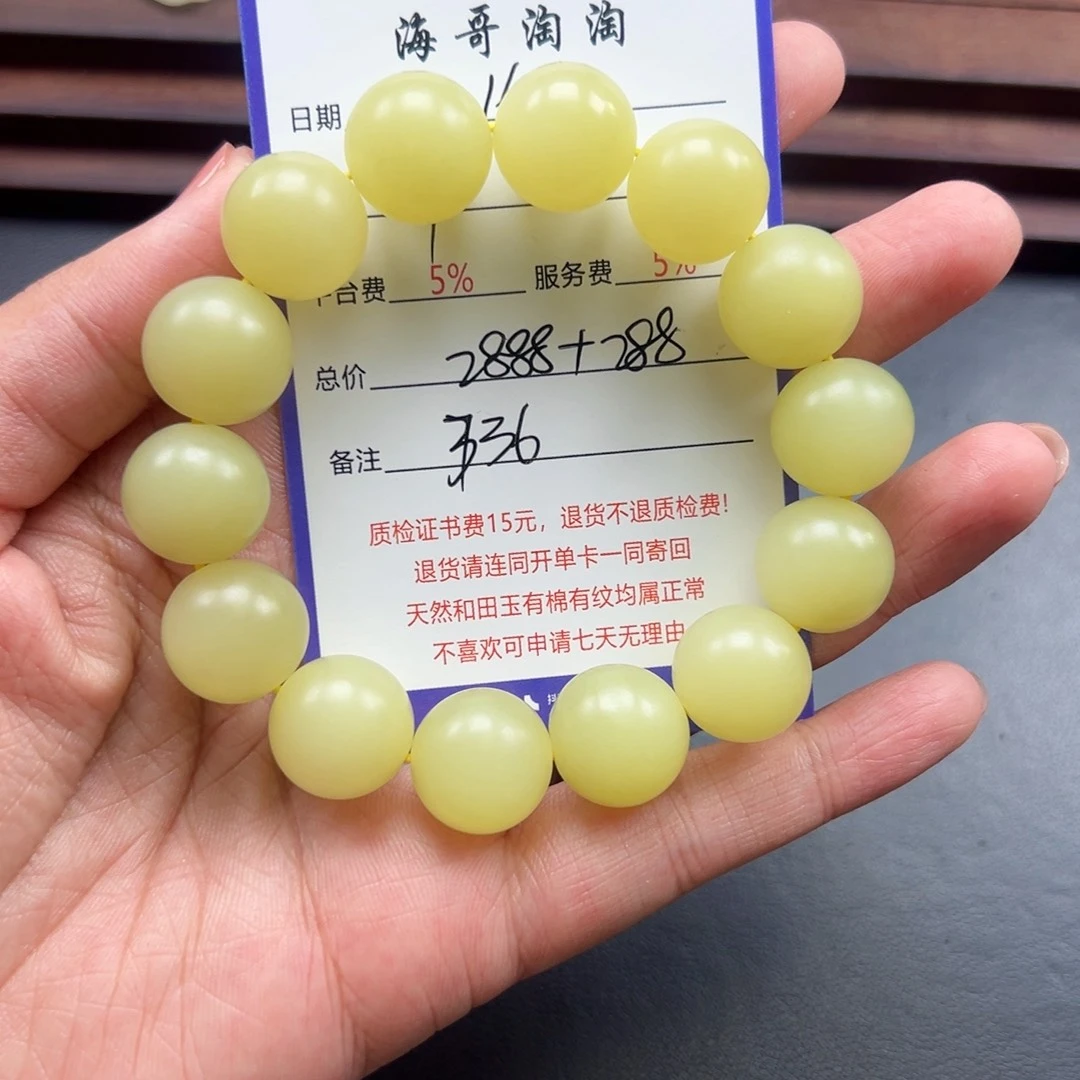 海哥淘淘
日期
台费 5% 服务费 5%
总价 2888+288
备注 36
质检证书费15元，退货不退质检费！
退货请连同开单卡一同寄回
天然和田玉有棉有纹均属正常
不喜欢可申请七天无理由